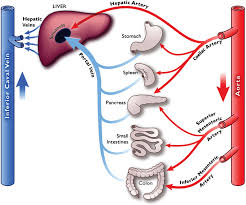 Hepatic
Veins
LIVER
Hepatic Artery
Stomach
Celiac Artery
Portal Vein
Spleen
Pancreas
Superior
Mesenteric
Artery
Small
Intestines
Inferior Mesenteric
Artery
Colon
Inferior Caval Vein
Aorta